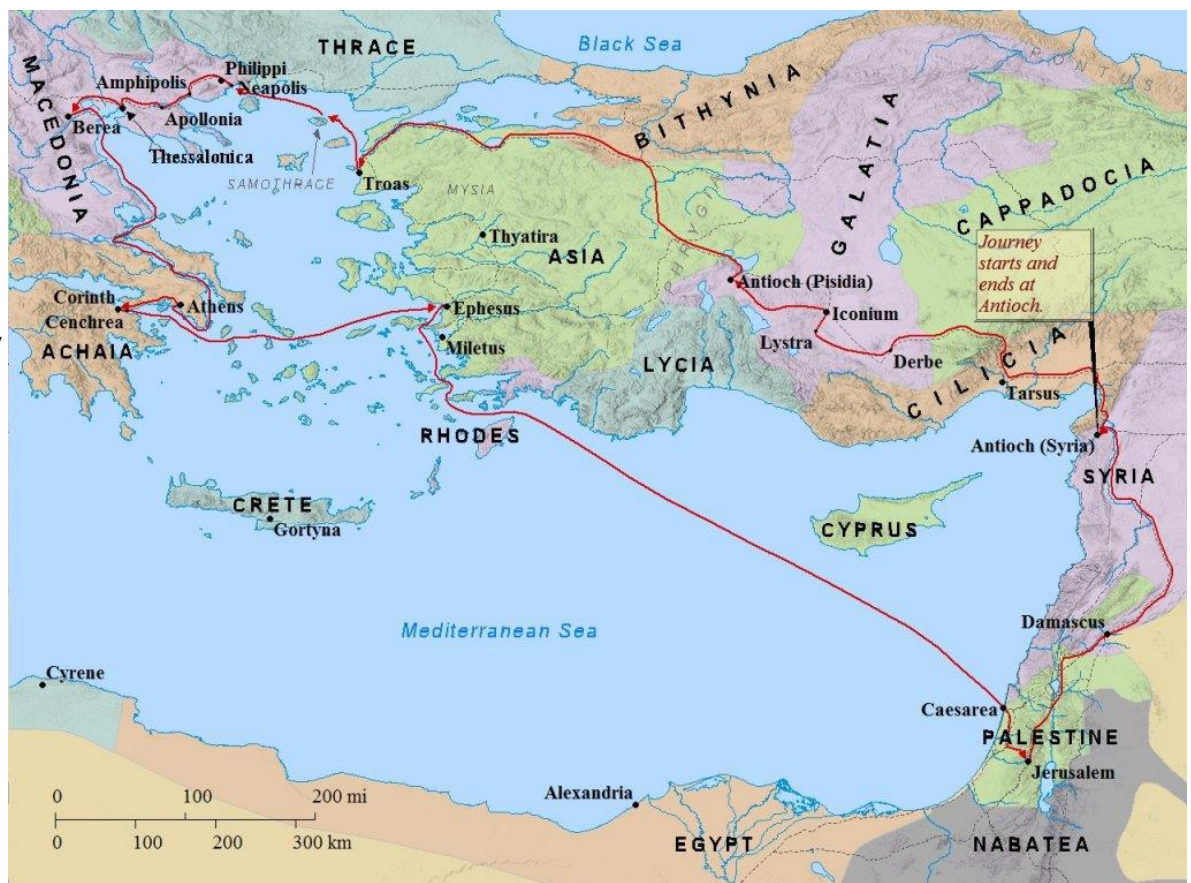 Black Sea
THRACE
MACEDONIA
Philippi
Amphipolis
Neapolis
BITHYNIA
PONTUS
Berea
Apollonia
Thessalonica
SAMOTHRACE
Troas
MYSIA
GALATIA
CAPPADOCIA
PHRYGI
Thyatira
ASIA
Journey
starts and
ends at
Antioch.
Antioch (Pisidia)
Corinth
Cenchrea
Athens
Ephesus
Iconium
Miletus
Lystra
ACHAIA
LYCIA
Derbe
CILICIA
Tarsus
RHODES
Antioch (Syria)
SYRIA
CRETE
Gortyna
CYPRUS
Mediterranean Sea
Damascus
Cyrene
Caesarea
PALESTINE
Jerusalem
Alexandria
0 100 200 mi
0 100 200 300 km
EGYPT
NABATEA